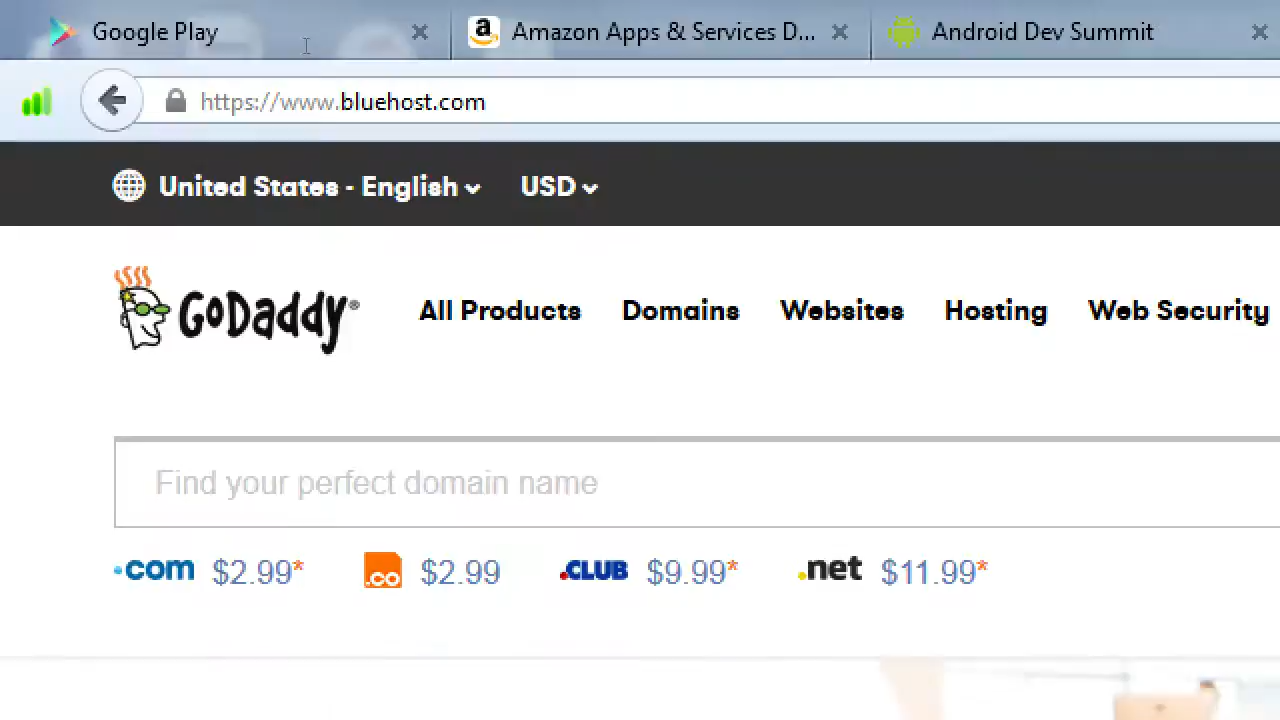 Google Play
Amazon Apps & Services D...
Android Dev Summit
https://www.bluehost.com
United States - English
USD
GoDaddy®
All Products
Domains
Websites
Hosting
Web Security
Find your perfect domain name
.com $2.99*
.co $2.99
.CLUB $9.99*
.net $11.99*